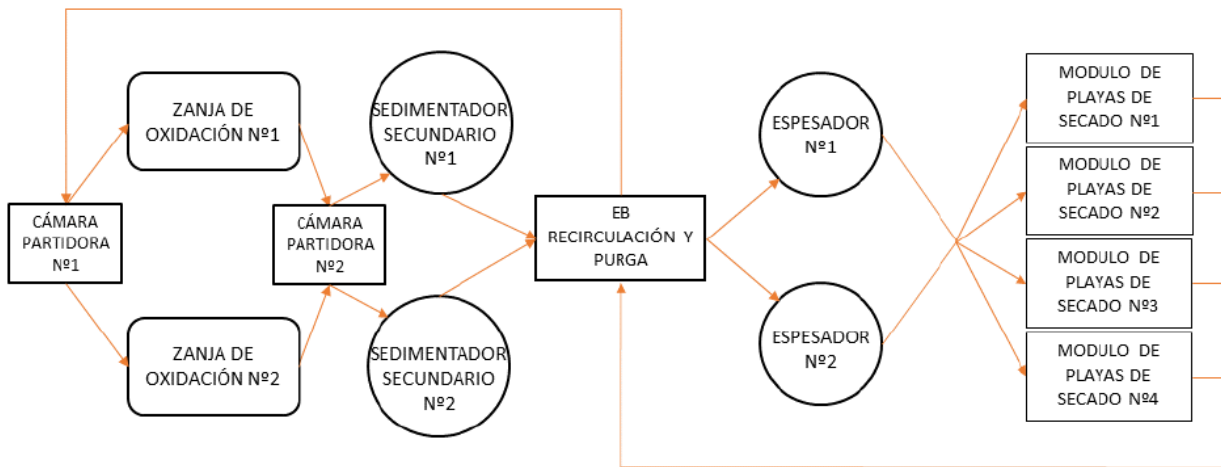 CÁMARA
PARTIDORA
Nº1
ZANJA DE
OXIDACIÓN Nº1
ZANJA DE
OXIDACIÓN Nº2
CÁMARA
PARTIDORA
Nº2
SEDIMENTADOR
SECUNDARIO
Nº1
SEDIMENTADOR
SECUNDARIO
Nº2
EB
RECIRCULACIÓN Y
PURGA
ESPESADOR
Nº1
ESPESADOR
Nº2
MODULO DE
PLAYAS DE
SECADO Nº1
MODULO DE
PLAYAS DE
SECADO Nº2
MODULO DE
PLAYAS DE
SECADO Nº3
MODULO DE
PLAYAS DE
SECADO Nº4